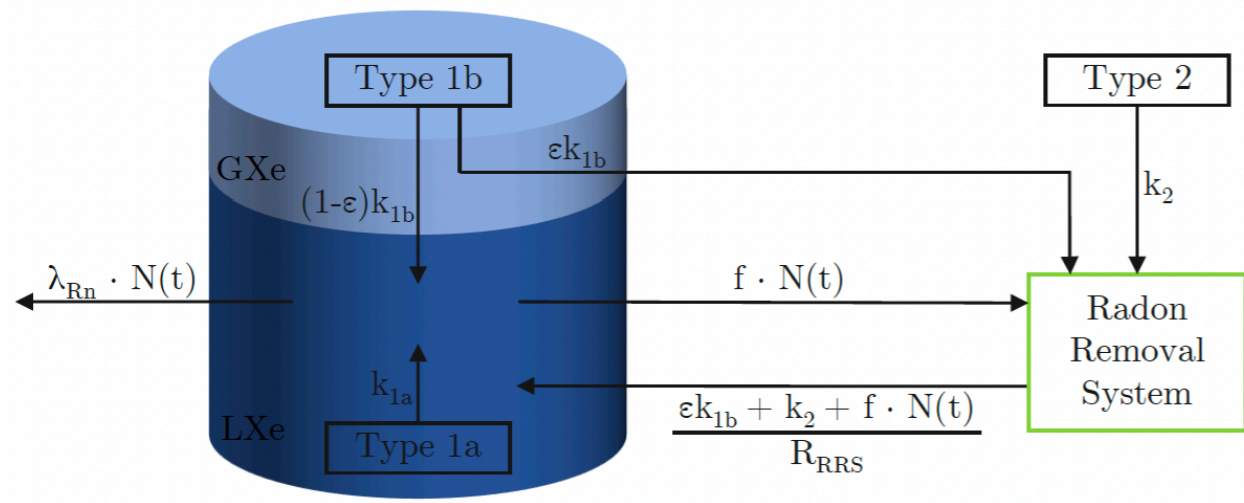 Type 1b
Type 2
GXe
εk₁b
(1-ε)k₁b
k₂
λRn · N(t)
f · N(t)
Radon
Removal
System
k₁ₐ
εk₁b + k₂ + f · N(t)
RRRS
LXe
Type 1a